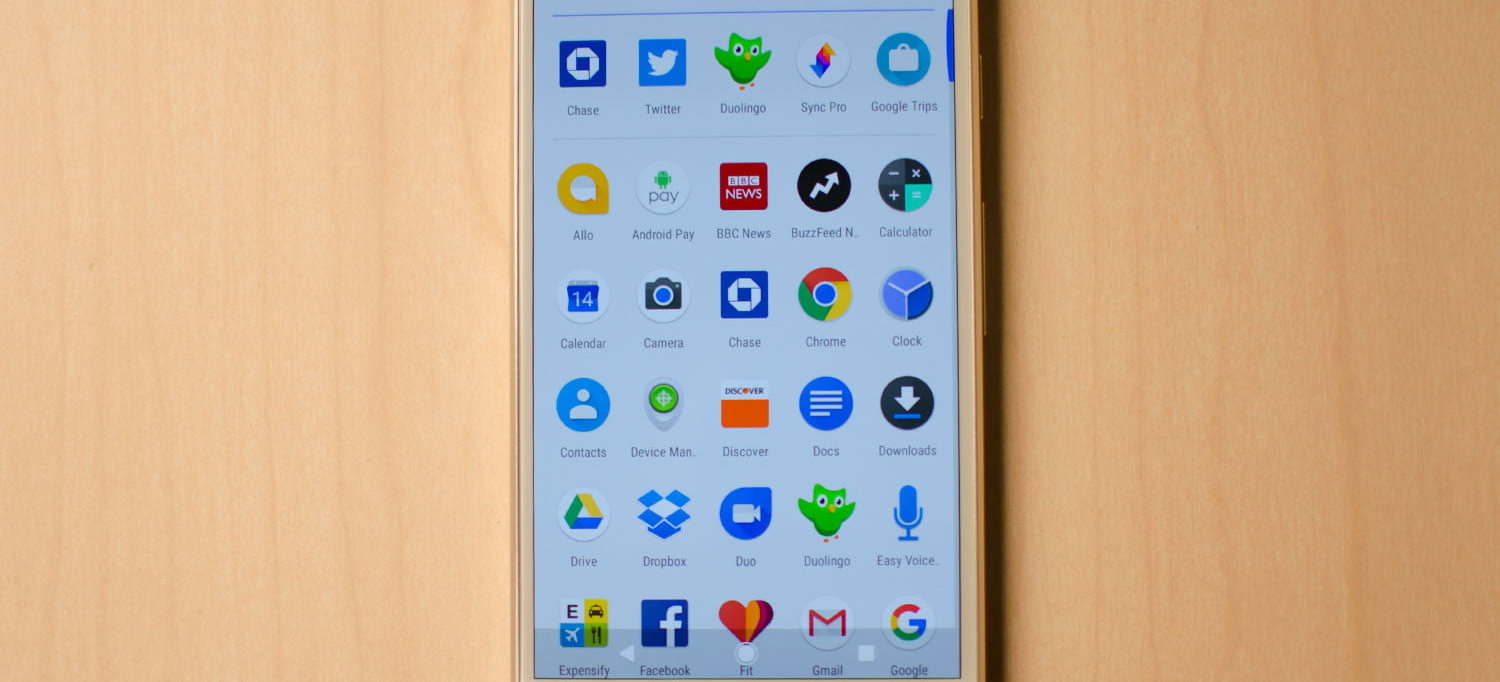 Chase Twitter Duolingo Sync Pro Google Trips
pay BBC NEWS
Allo Android Pay BBC News BuzzFeed N.. Calculator
14
Calendar Camera Chase Chrome Clock
DISCOVER
Contacts Device Man.. Discover Docs Downloads
Drive Dropbox Duo Duolingo Easy Voice..
E f M G
Expensify Facebook Fit Gmail Google